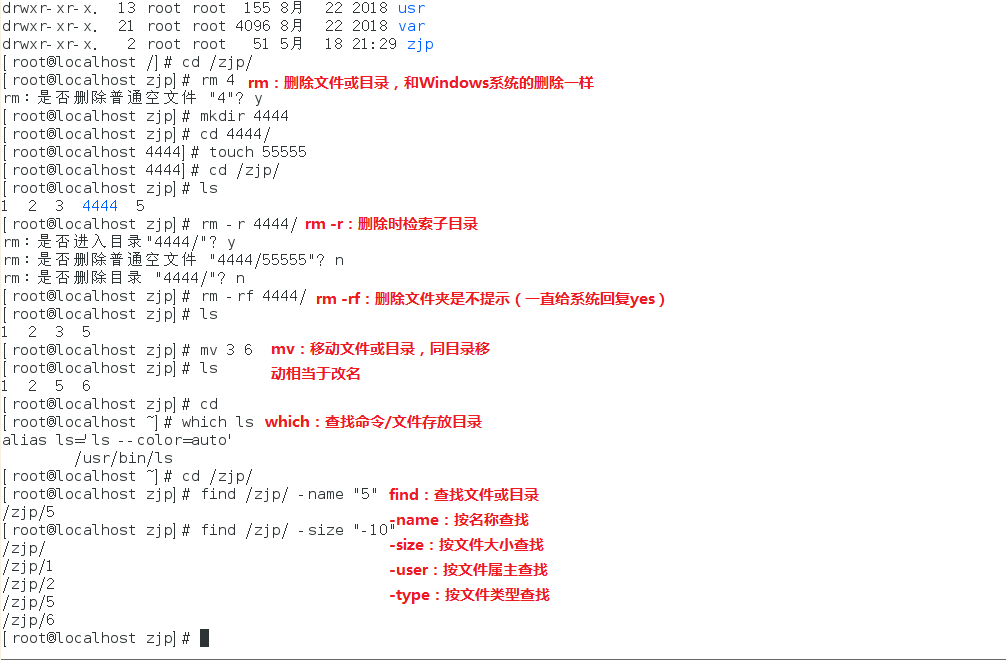 drwxr-xr-x.  13 root root  155 8月  22 2018 usr
drwxr-xr-x.  21 root root 4096 8月  22 2018 var
drwxr-xr-x.   2 root root   51 5月  18 21:29 zjp
[root@localhost /]# cd /zjp/
[root@localhost zjp]# rm 4 rm：删除文件或目录，和Windows系统的删除一样
rm：是否删除普通空文件 "4"? y
[root@localhost zjp]# mkdir 4444
[root@localhost zjp]# cd 4444/
[root@localhost 4444]# touch 55555
[root@localhost 4444]# cd /zjp/
[root@localhost zjp]# ls
1  2  3  4444  5
[root@localhost zjp]# rm -r 4444/ rm -r：删除时检索子目录
rm：是否进入目录"4444/"? y
rm：是否删除普通空文件 "4444/55555"? n
rm：是否删除目录 "4444/"? n
[root@localhost zjp]# rm -rf 4444/ rm -rf：删除文件夹是不提示（一直给系统回复yes）
[root@localhost zjp]# ls
1  2  3  5
[root@localhost zjp]# mv 3 6 mv：移动文件或目录，同目录移
[root@localhost zjp]# ls 动相当于改名
1  2  5  6
[root@localhost zjp]# cd
[root@localhost ~]# which ls which：查找命令/文件存放目录
alias ls='ls --color=auto'
/usr/bin/ls
[root@localhost ~]# cd /zjp/
[root@localhost zjp]# find /zjp/ -name "5" find：查找文件或目录
/zjp/5
-name：按名称查找
[root@localhost zjp]# find /zjp/ -size "-10"
/zjp/
-size：按文件大小查找
/zjp/1
-user：按文件属主查找
/zjp/2
/zjp/5
-type：按文件类型查找
/zjp/6
[root@localhost zjp]#